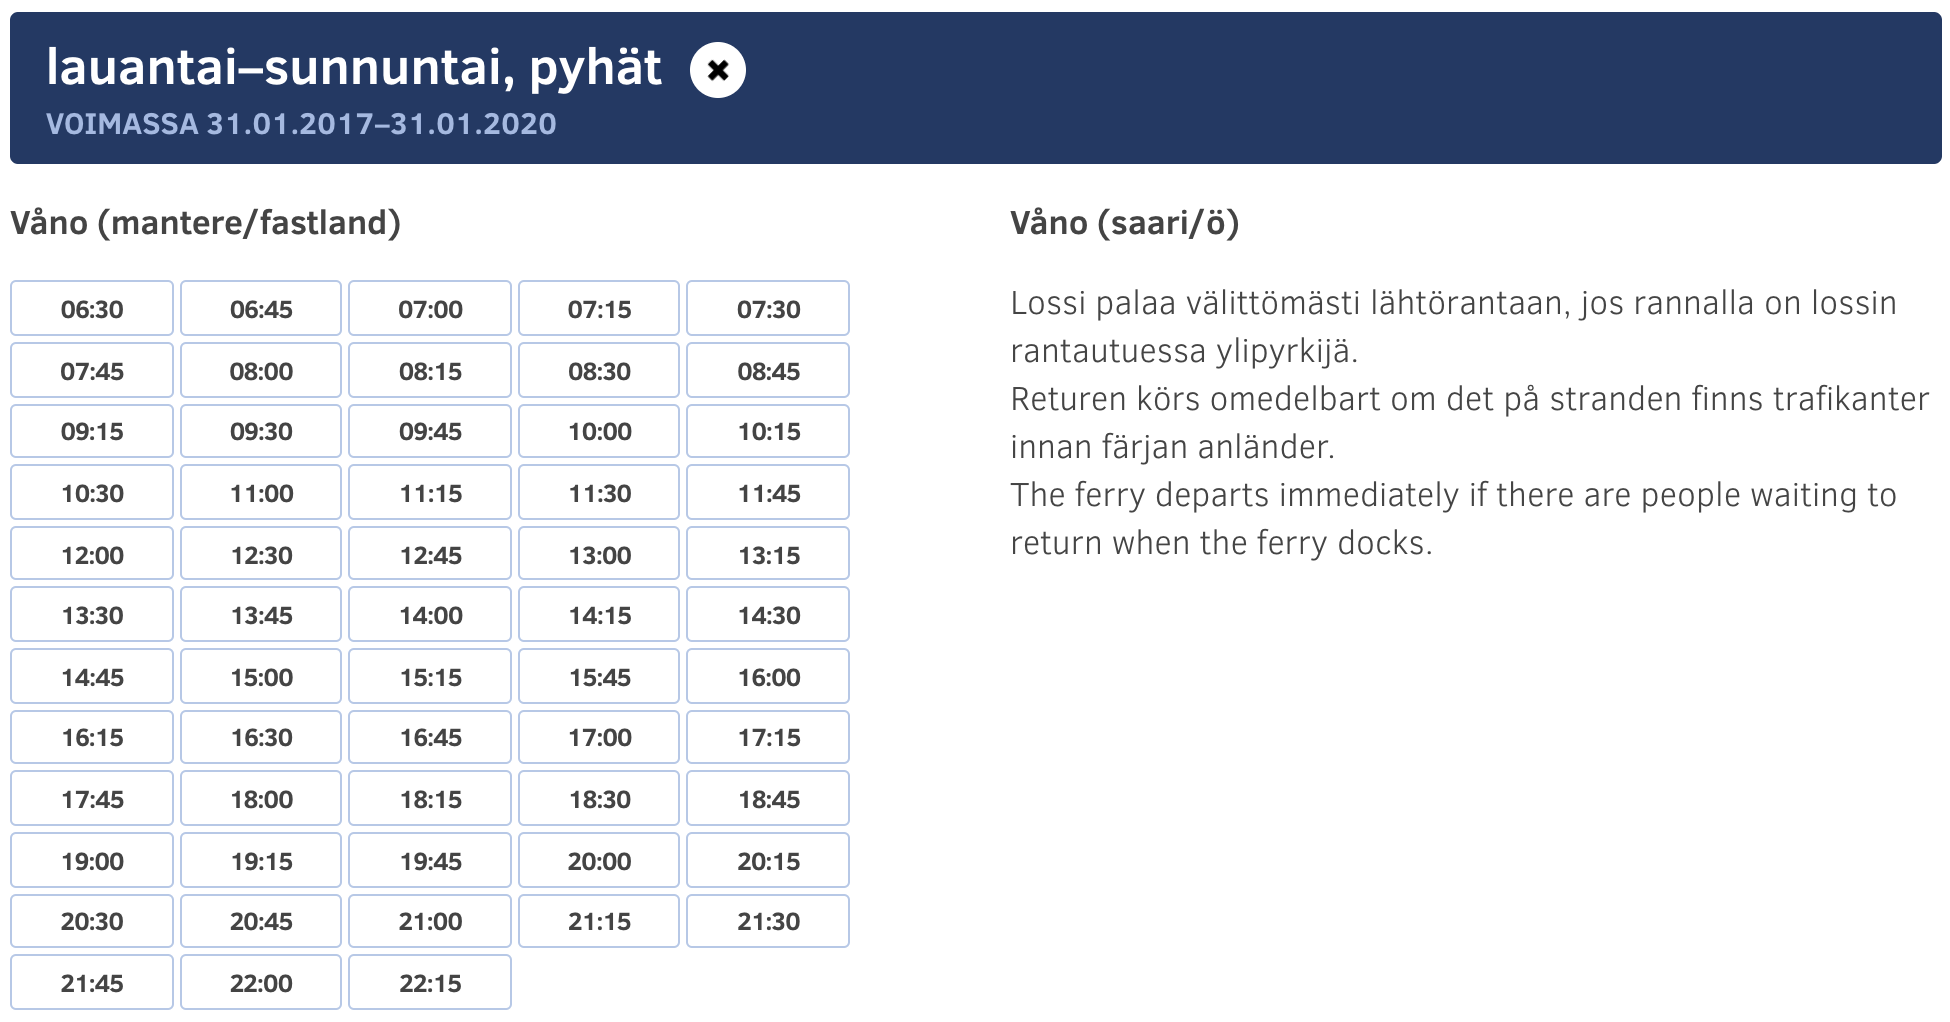 lauantai–sunnuntai, pyhät
VOIMASSA 31.01.2017–31.01.2020
Våno (mantere/fastland)
06:30 06:45 07:00 07:15 07:30
07:45 08:00 08:15 08:30 08:45
09:15 09:30 09:45 10:00 10:15
10:30 11:00 11:15 11:30 11:45
12:00 12:30 12:45 13:00 13:15
13:30 13:45 14:00 14:15 14:30
14:45 15:00 15:15 15:45 16:00
16:15 16:30 16:45 17:00 17:15
17:45 18:00 18:15 18:30 18:45
19:00 19:15 19:45 20:00 20:15
20:30 20:45 21:00 21:15 21:30
21:45 22:00 22:15
Våno (saari/ö)
Lossi palaa välittömästi lähtörantaan, jos rannalla on lossin
rantautuessa ylipyrkijä.
Returen körs omedelbart om det på stranden finns trafikanter
innan färjan anländer.
The ferry departs immediately if there are people waiting to
return when the ferry docks.